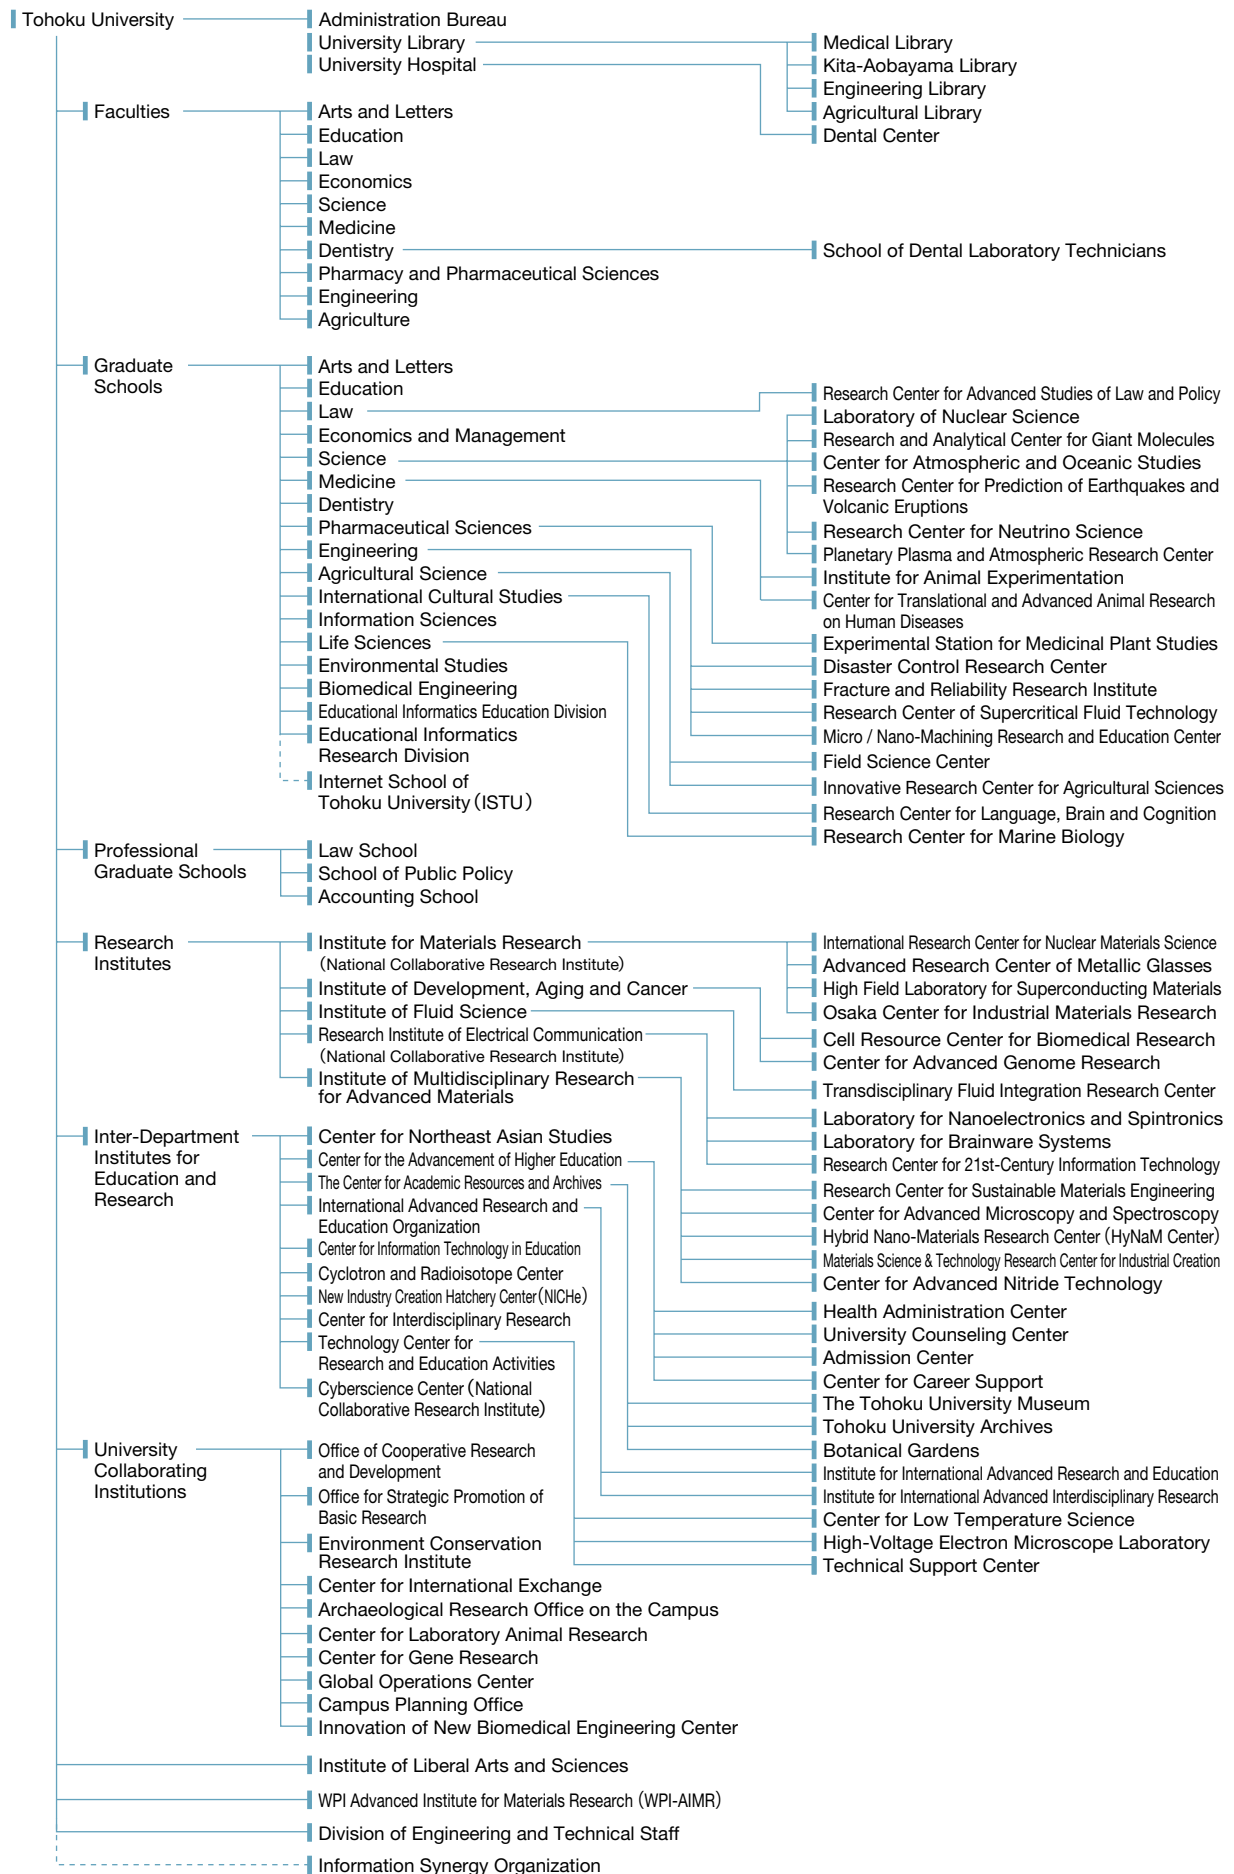 Tohoku University
Administration Bureau
University Library
University Hospital
Medical Library
Kita-Aobayama Library
Engineering Library
Agricultural Library
Dental Center
Faculties
Arts and Letters
Education
Law
Economics
Science
Medicine
Dentistry
School of Dental Laboratory Technicians
Pharmacy and Pharmaceutical Sciences
Engineering
Agriculture
Graduate
Schools
Arts and Letters
Education
Law
Economics and Management
Science
Medicine
Dentistry
Pharmaceutical Sciences
Engineering
Agricultural Science
International Cultural Studies
Information Sciences
Life Sciences
Environmental Studies
Biomedical Engineering
Educational Informatics Education Division
Educational Informatics
Research Division
Internet School of
Tohoku University (ISTU)
Research Center for Advanced Studies of Law and Policy
Laboratory of Nuclear Science
Research and Analytical Center for Giant Molecules
Center for Atmospheric and Oceanic Studies
Research Center for Prediction of Earthquakes and
Volcanic Eruptions
Research Center for Neutrino Science
Planetary Plasma and Atmospheric Research Center
Institute for Animal Experimentation
Center for Translational and Advanced Animal Research
on Human Diseases
Experimental Station for Medicinal Plant Studies
Disaster Control Research Center
Fracture and Reliability Research Institute
Research Center of Supercritical Fluid Technology
Micro / Nano-Machining Research and Education Center
Field Science Center
Innovative Research Center for Agricultural Sciences
Research Center for Language, Brain and Cognition
Research Center for Marine Biology
Professional
Graduate Schools
Law School
School of Public Policy
Accounting School
Research
Institutes
Institute for Materials Research
(National Collaborative Research Institute)
Institute of Development, Aging and Cancer
Institute of Fluid Science
Research Institute of Electrical Communication
(National Collaborative Research Institute)
Institute of Multidisciplinary Research
for Advanced Materials
International Research Center for Nuclear Materials Science
Advanced Research Center of Metallic Glasses
High Field Laboratory for Superconducting Materials
Osaka Center for Industrial Materials Research
Cell Resource Center for Biomedical Research
Center for Advanced Genome Research
Transdisciplinary Fluid Integration Research Center
Laboratory for Nanoelectronics and Spintronics
Laboratory for Brainware Systems
Research Center for 21st-Century Information Technology
Research Center for Sustainable Materials Engineering
Center for Advanced Microscopy and Spectroscopy
Hybrid Nano-Materials Research Center (HyNaM Center)
Materials Science & Technology Research Center for Industrial Creation
Center for Advanced Nitride Technology
Inter-Department
Institutes for
Education and
Research
Center for Northeast Asian Studies
Center for the Advancement of Higher Education
The Center for Academic Resources and Archives
International Advanced Research and
Education Organization
Center for Information Technology in Education
Cyclotron and Radioisotope Center
New Industry Creation Hatchery Center (NICHe)
Center for Interdisciplinary Research
Technology Center for
Research and Education Activities
Cyberscience Center (National
Collaborative Research Institute)
Health Administration Center
University Counseling Center
Admission Center
Center for Career Support
The Tohoku University Museum
Tohoku University Archives
Botanical Gardens
Institute for International Advanced Research and Education
Institute for International Advanced Interdisciplinary Research
Center for Low Temperature Science
High-Voltage Electron Microscope Laboratory
Technical Support Center
University
Collaborating
Institutions
Office of Cooperative Research
and Development
Office for Strategic Promotion of
Basic Research
Environment Conservation
Research Institute
Center for International Exchange
Archaeological Research Office on the Campus
Center for Laboratory Animal Research
Center for Gene Research
Global Operations Center
Campus Planning Office
Innovation of New Biomedical Engineering Center
Institute of Liberal Arts and Sciences
WPI Advanced Institute for Materials Research (WPI-AIMR)
Division of Engineering and Technical Staff
Information Synergy Organization